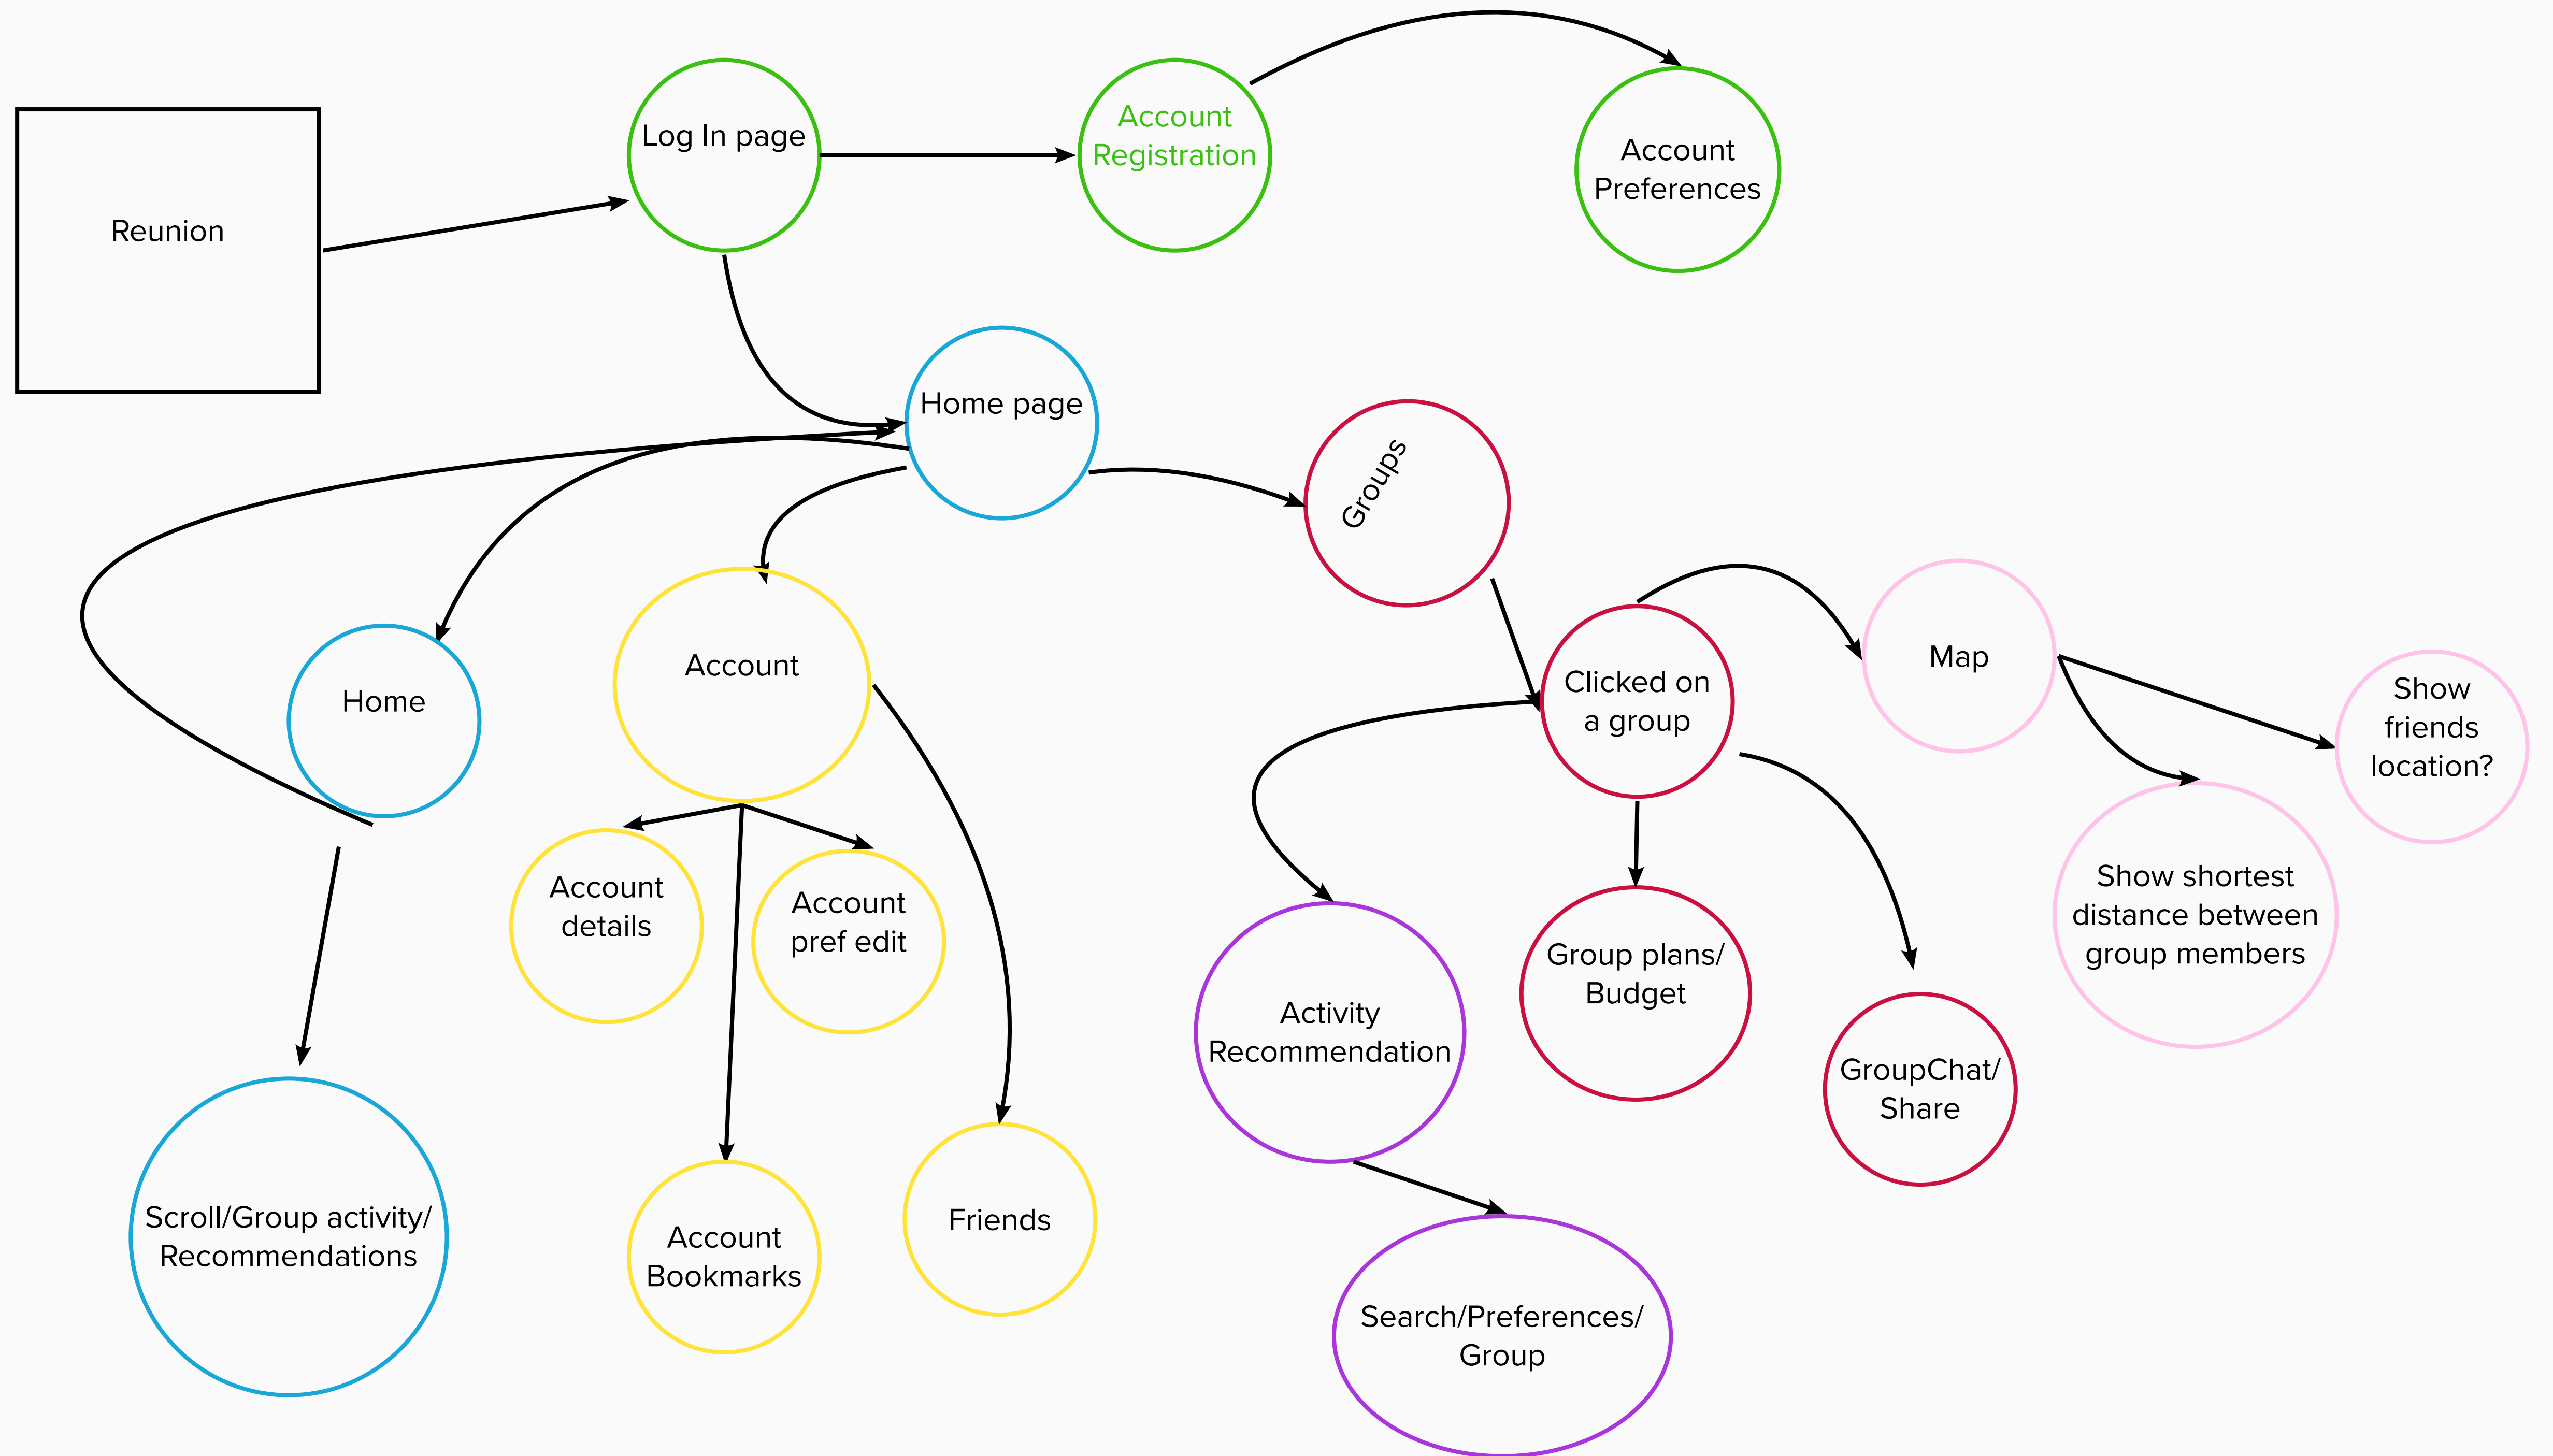 Reunion
Log In page
Account
Registration
Account
Preferences
Home page
Groups
Home
Account
Clicked on
a group
Map
Show
friends
location?
Account
details
Account
pref edit
Show shortest
distance between
group members
Activity
Recommendation
Group plans/
Budget
GroupChat/
Share
Scroll/Group activity/
Recommendations
Account
Bookmarks
Friends
Search/Preferences/
Group